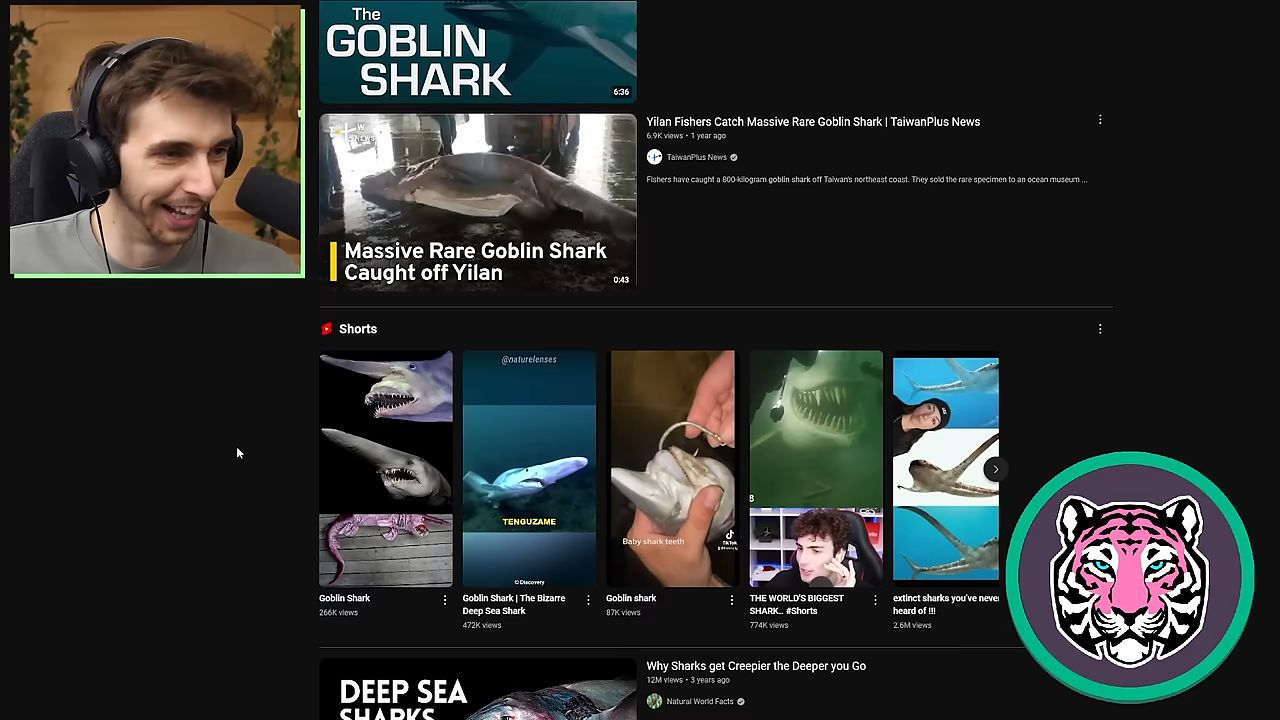 The
GOBLIN
SHARK
6:36
Yilan Fishers Catch Massive Rare Goblin Shark | TaiwanPlus News
6.9K views • 1 year ago
TaiwanPlus News
Fishers have caught a 800-kilogram goblin shark off Taiwan's northeast coast. They sold the rare specimen to an ocean museum ...
NEWS
Massive Rare Goblin Shark
Caught off Yilan
0:43
Shorts
@naturelenses
TENGUZAME
© Discovery
Baby shark teeth
TikTok
8
Goblin Shark
266K views
Goblin Shark | The Bizarre
Deep Sea Shark
472K views
Goblin shark
87K views
THE WORLD'S BIGGEST
SHARK.. #Shorts
774K views
extinct sharks you've never
heard of !!!
2.6M views
DEEP SEA
SHARKS
Why Sharks get Creepier the Deeper you Go
12M views • 3 years ago
Natural World Facts